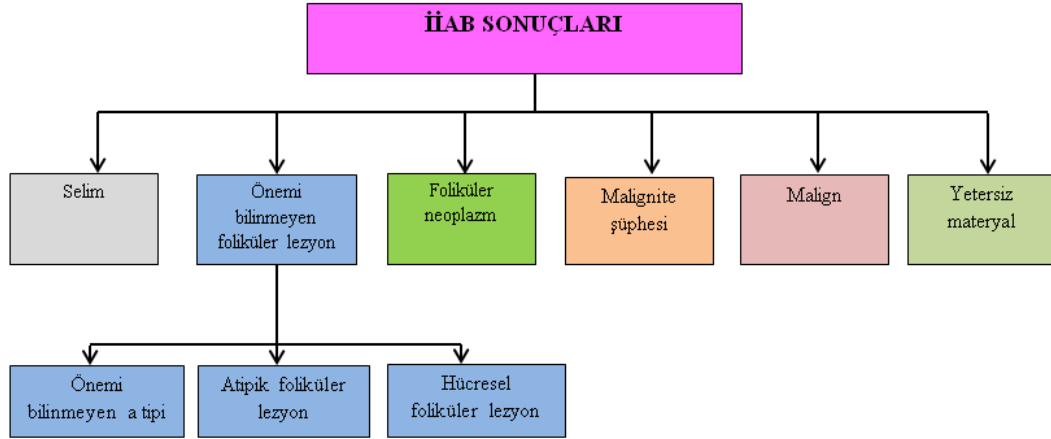 İİAB SONUÇLARI
Selim
Önemi
bilinmeyen
foliküler lezyon
Foliküler
neoplazm
Malignite
şüphesi
Malign
Yetersiz
materyal
Önemi
bilinmeyen a tipi
Atipik foliküler
lezyon
Hücresel
foliküler lezyon